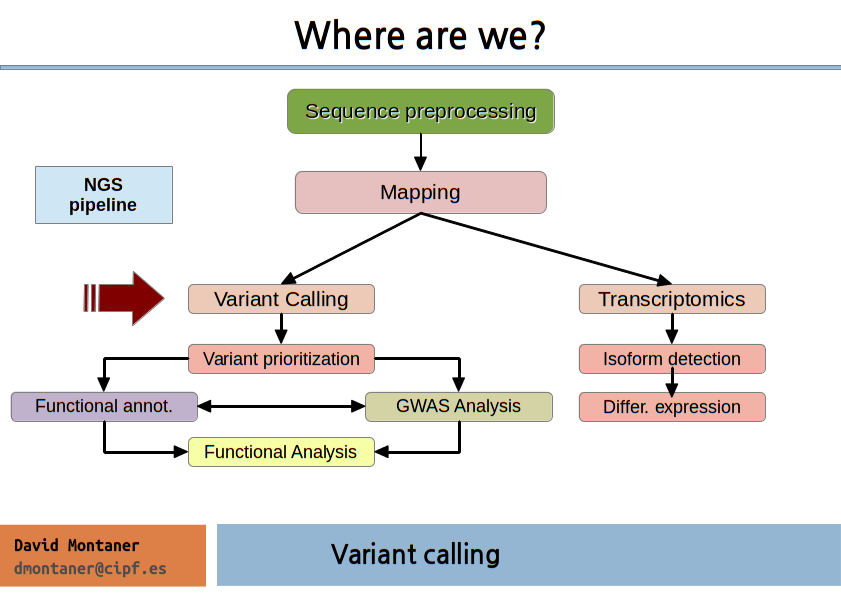 Where are we?
Sequence preprocessing
NGS
pipeline
Mapping
Variant Calling
Transcriptomics
Variant prioritization
Isoform detection
Functional annot.
GWAS Analysis
Differ. expression
Functional Analysis
David Montaner
dmontaner@cipf.es
Variant calling